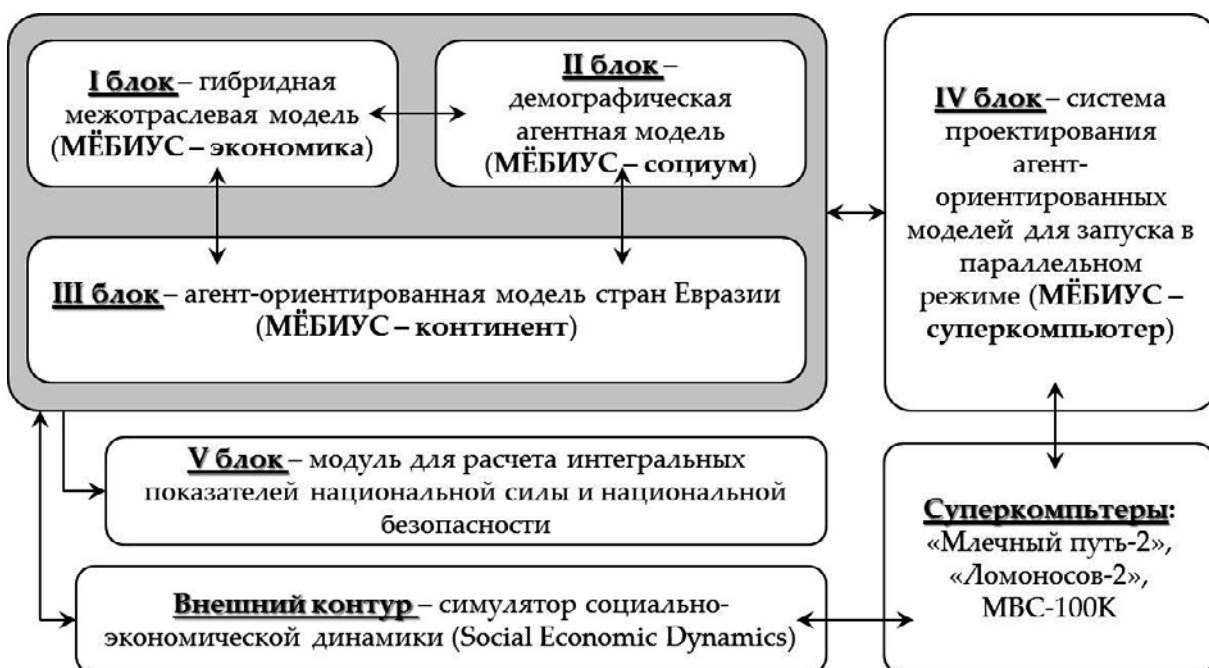 I блок – гибридная
межотраслевая модель
(МЁБИУС – экономика)
II блок –
демографическая
агентная модель
(МЁБИУС – социум)
III блок – агент-ориентированная модель стран Евразии
(МЁБИУС – континент)
IV блок – система
проектирования
агент-
ориентированных
моделей для запуска в
параллельном
режиме (МЁБИУС –
суперкомпьютер)
V блок – модуль для расчета интегральных
показателей национальной силы и национальной
безопасности
Суперкомпьтеры:
«Млечный путь-2»,
«Ломоносов-2»,
МВС-100К
Внешний контур – симулятор социально-
экономической динамики (Social Economic Dynamics)